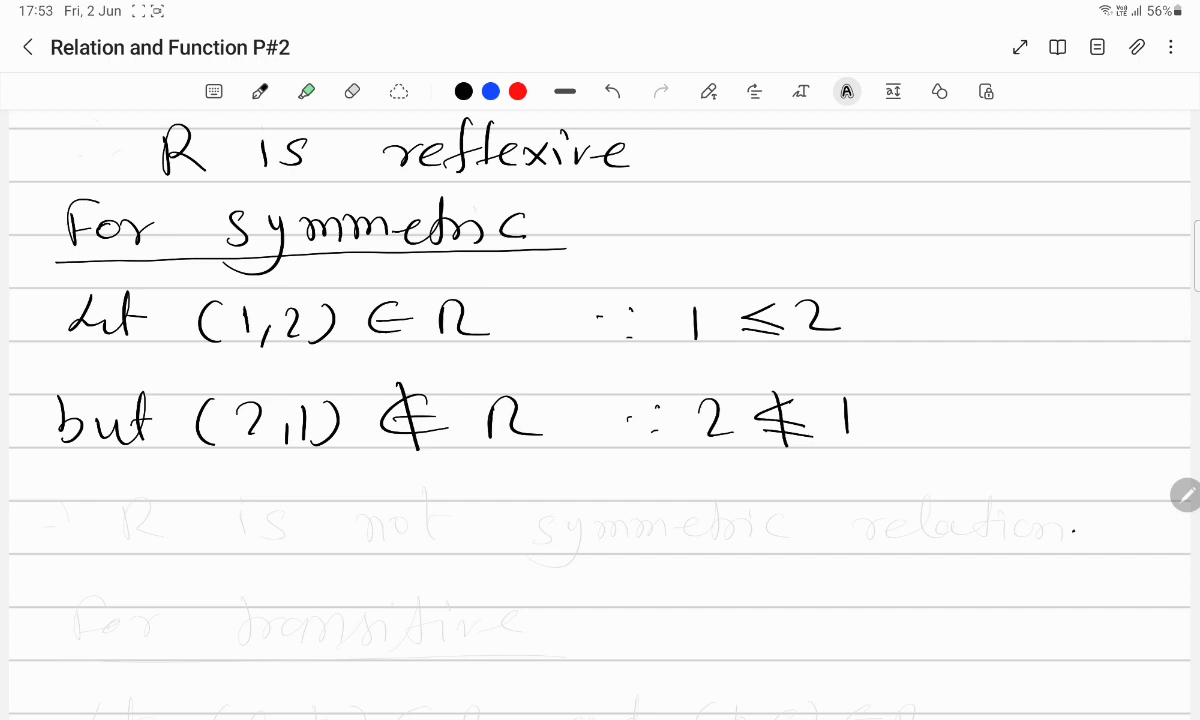 17:53 Fri, 2 Jun 56%
Relation and Function P#2
R is reflexive
For symmetric
Let (1,2) ∈ R ∵ 1 ≤ 2
but (2,1) ∉ R ∵ 2 ≰ 1
∴ R is not symmetric relation.
For transitive